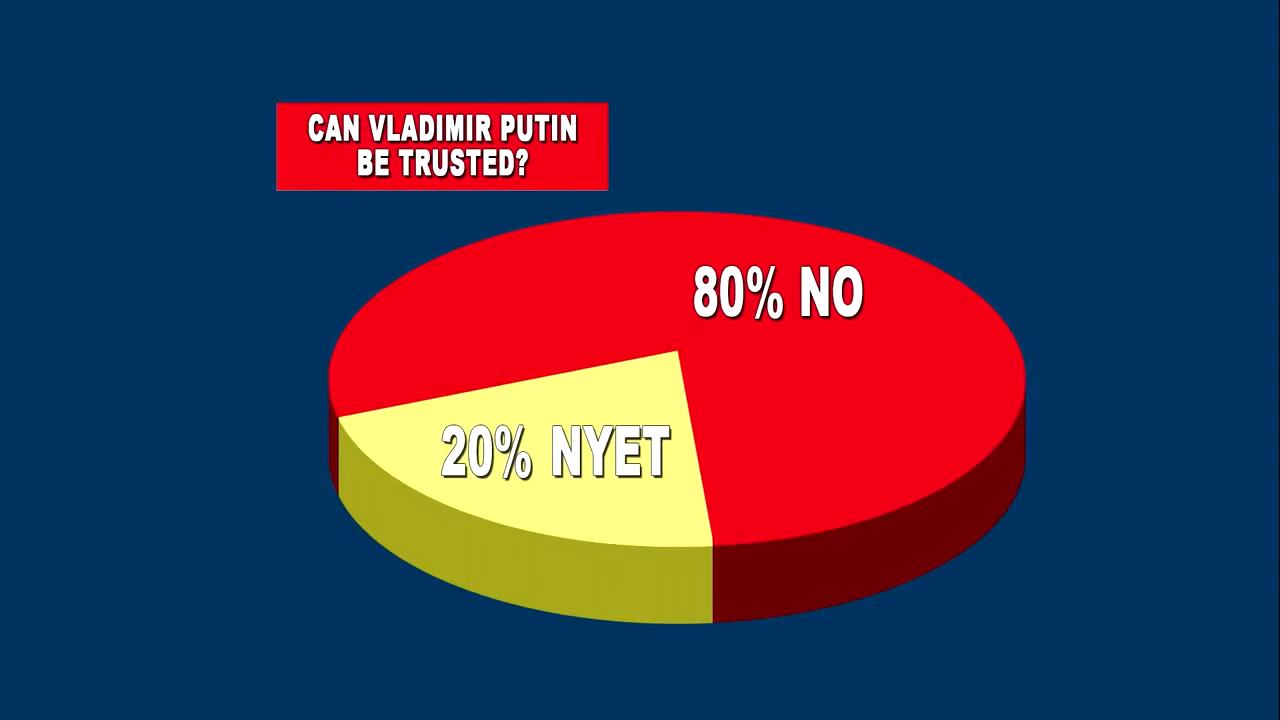 CAN VLADIMIR PUTIN
BE TRUSTED?
80% NO
20% NYET